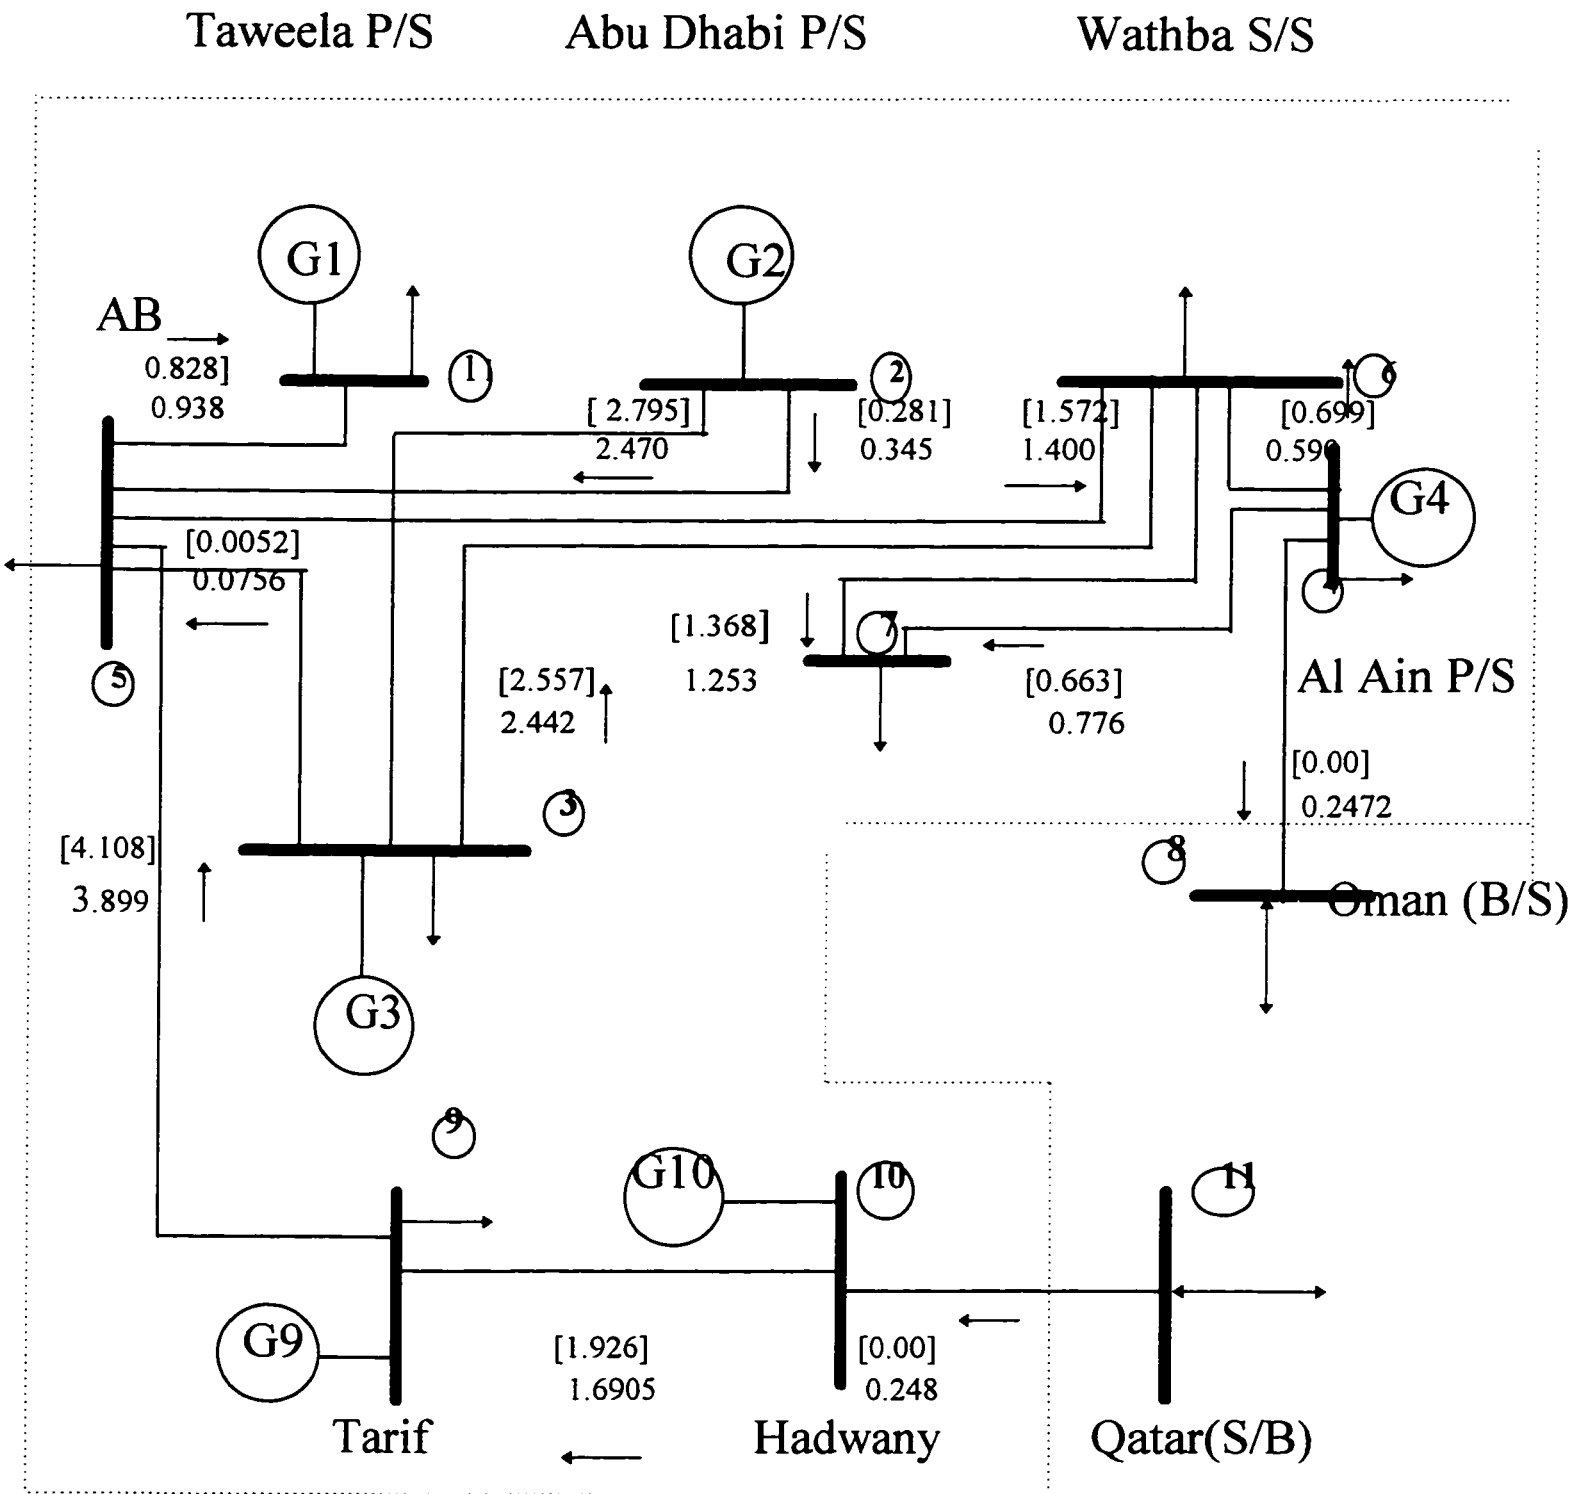 Taweela P/S Abu Dhabi P/S Wathba S/S
G1
G2
AB
0.828]
0.938
1
2
6
[ 2.795]
2.470
[0.281]
0.345
[1.572]
1.400
[0.699]
G4
[0.0052]
0.0756
5
[1.368]
1.253
7
[0.663]
0.776
Al Ain P/S
[2.557]
2.442
[0.00]
0.2472
3
[4.108]
3.899
8
Oman (B/S)
G3
9
G10
10
11
G9
[1.926]
1.6905
[0.00]
0.248
Tarif
Hadwany
Qatar(S/B)